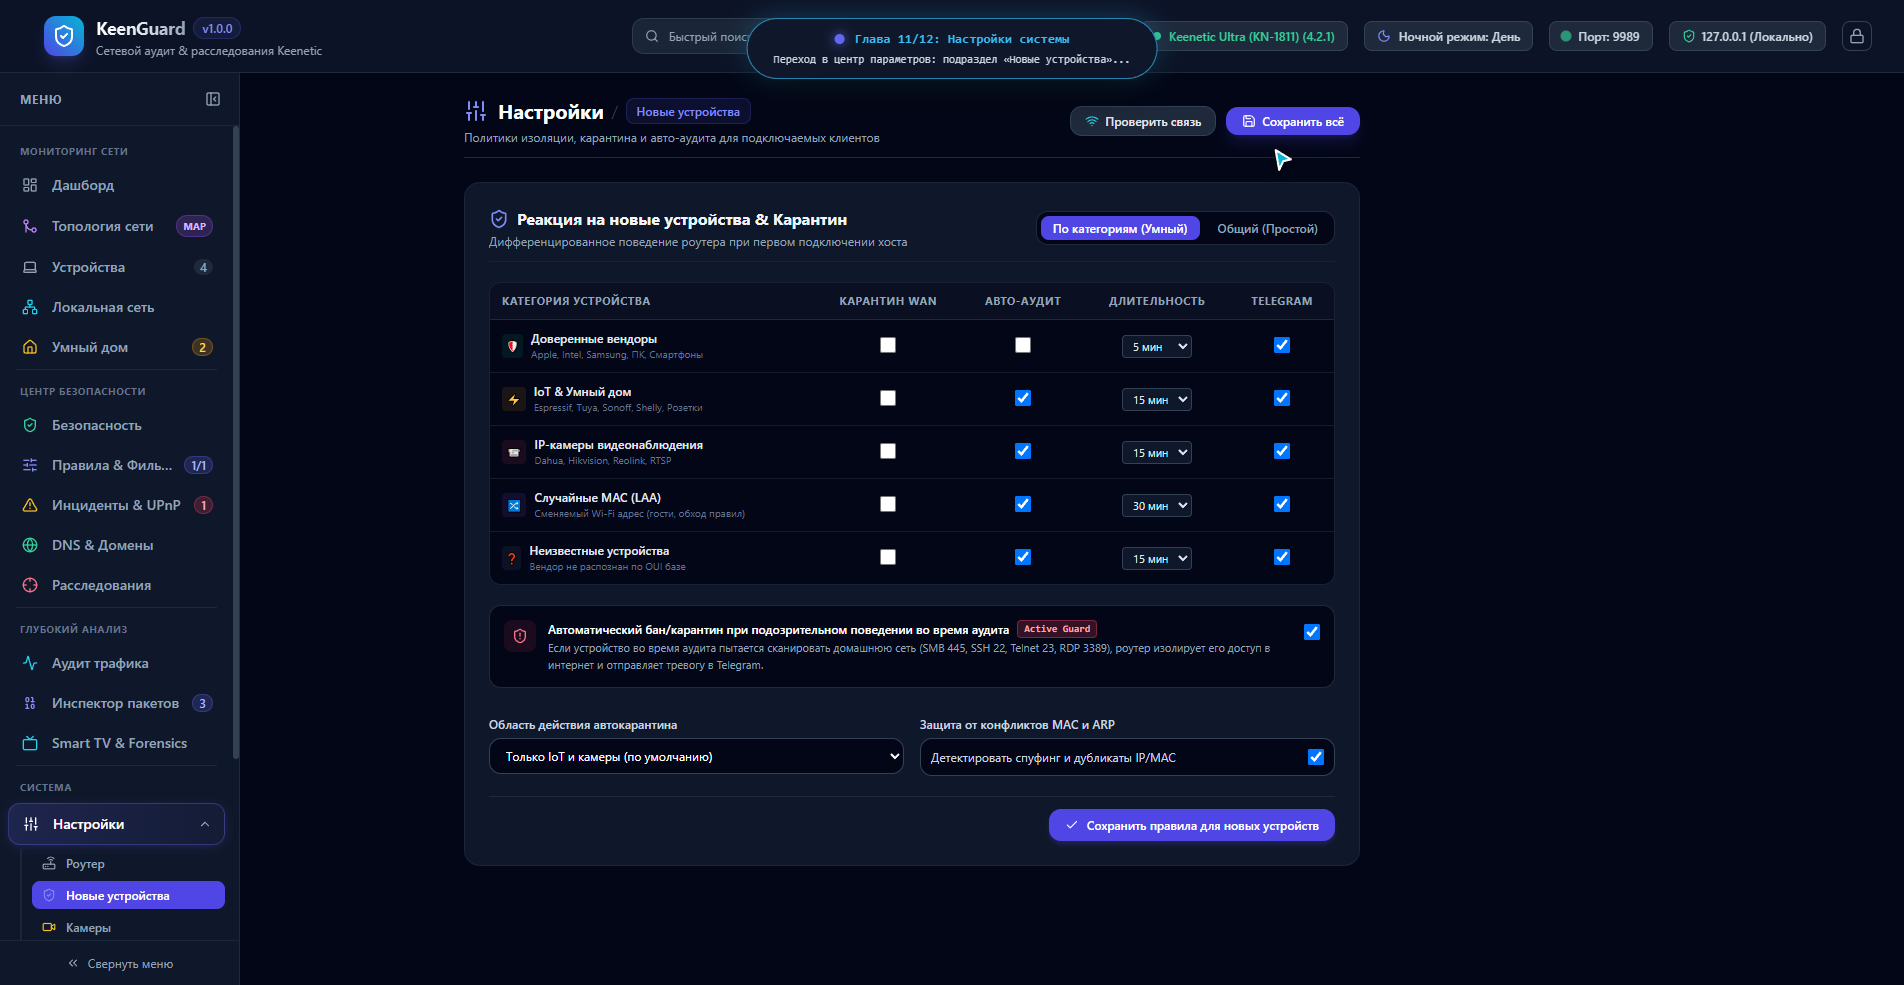 KeenGuard v1.0.0
Сетевой аудит & расследования Keenetic
Быстрый поис
Глава 11/12: Настройки системы
Переход в центр параметров: подраздел «Новые устройства»...
Keenetic Ultra (KN-1811) (4.2.1)
Ночной режим: День
Порт: 9989
127.0.0.1 (Локально)
МЕНЮ
МОНИТОРИНГ СЕТИ
Дашборд
Топология сети MAP
Устройства 4
Локальная сеть
Умный дом 2
ЦЕНТР БЕЗОПАСНОСТИ
Безопасность
Правила & Филь... 1/1
Инциденты & UPnP 1
DNS & Домены
Расследования
ГЛУБОКИЙ АНАЛИЗ
Аудит трафика
Инспектор пакетов 3
Smart TV & Forensics
СИСТЕМА
Настройки
Роутер
Новые устройства
Камеры
Свернуть меню
Настройки / Новые устройства
Политики изоляции, карантина и авто-аудита для подключаемых клиентов
Проверить связь
Сохранить всё
Реакция на новые устройства & Карантин
Дифференцированное поведение роутера при первом подключении хоста
По категориям (Умный) Общий (Простой)
КАТЕГОРИЯ УСТРОЙСТВА КАРАНТИН WAN АВТО-АУДИТ ДЛИТЕЛЬНОСТЬ TELEGRAM
Доверенные вендоры
Apple, Intel, Samsung, ПК, Смартфоны
5 мин
IoT & Умный дом
Espressif, Tuya, Sonoff, Shelly, Розетки
15 мин
IP-камеры видеонаблюдения
Dahua, Hikvision, Reolink, RTSP
15 мин
Случайные MAC (LAA)
Сменяемый Wi-Fi адрес (гости, обход правил)
30 мин
Неизвестные устройства
Вендор не распознан по OUI базе
15 мин
Автоматический бан/карантин при подозрительном поведении во время аудита Active Guard
Если устройство во время аудита пытается сканировать домашнюю сеть (SMB 445, SSH 22, Telnet 23, RDP 3389), роутер изолирует его доступ в
интернет и отправляет тревогу в Telegram.
Область действия автокарантина
Только IoT и камеры (по умолчанию)
Защита от конфликтов MAC и ARP
Детектировать спуфинг и дубликаты IP/MAC
Сохранить правила для новых устройств